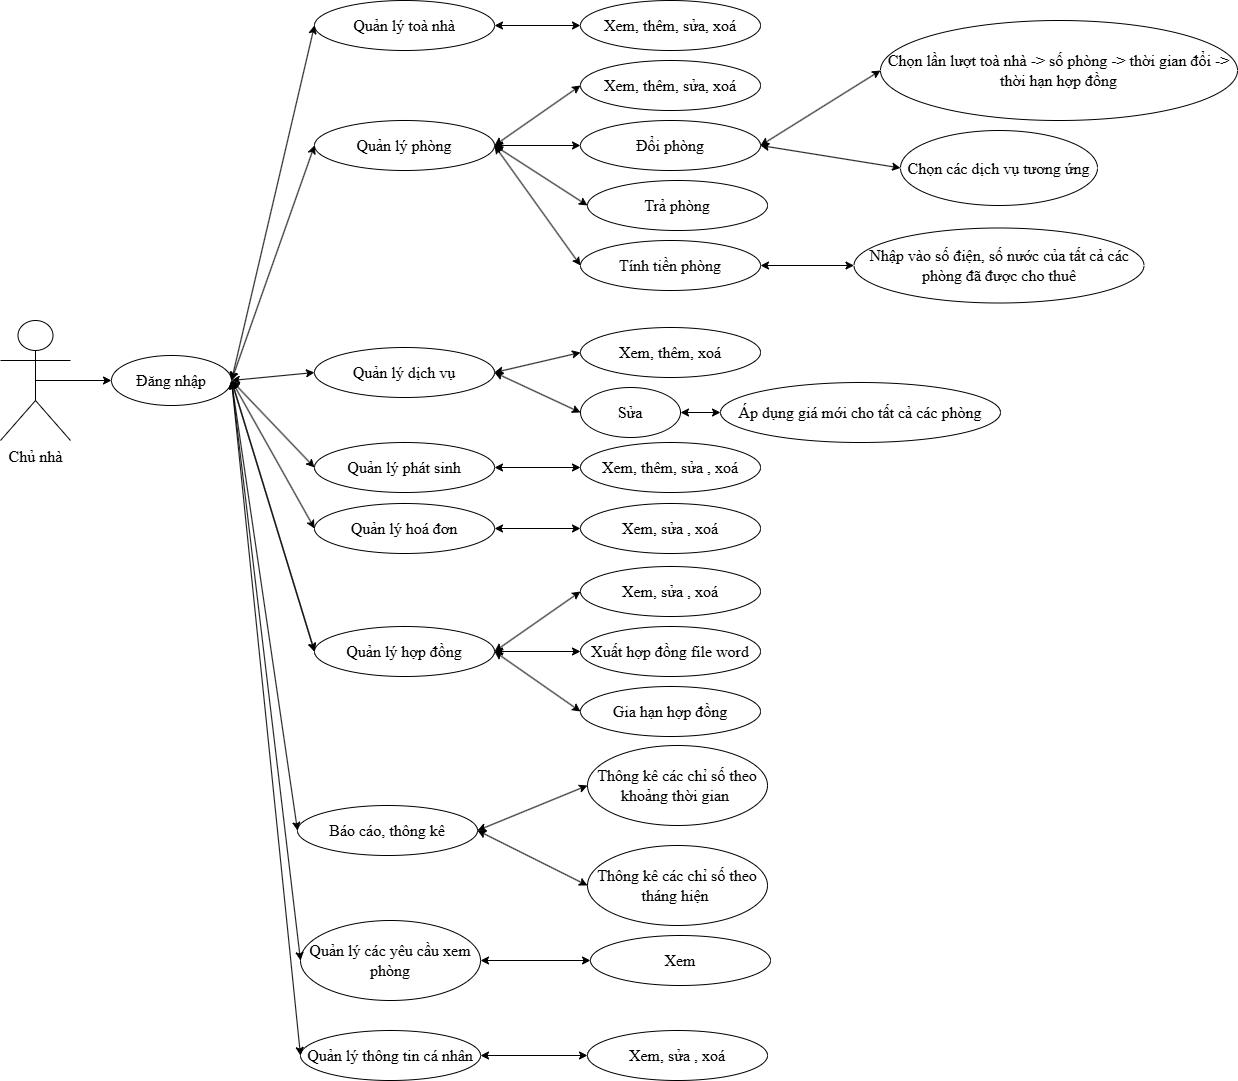 Chủ nhà
Đăng nhập
Quản lý toà nhà
Xem, thêm, sửa, xoá
Quản lý phòng
Xem, thêm, sửa, xoá
Đổi phòng
Chọn lần lượt toà nhà -> số phòng -> thời gian đổi ->
thời hạn hợp đồng
Chọn các dịch vụ tương ứng
Trả phòng
Tính tiền phòng
Nhập vào số điện, số nước của tất cả các
phòng đã được cho thuê
Quản lý dịch vụ
Xem, thêm, xoá
Sửa
Áp dụng giá mới cho tất cả các phòng
Quản lý phát sinh
Xem, thêm, sửa , xoá
Quản lý hoá đơn
Xem, sửa , xoá
Quản lý hợp đồng
Xem, sửa , xoá
Xuất hợp đồng file word
Gia hạn hợp đồng
Báo cáo, thông kê
Thông kê các chỉ số theo
khoảng thời gian
Thông kê các chỉ số theo
tháng hiện
Quản lý các yêu cầu xem
phòng
Xem
Quản lý thông tin cá nhân
Xem, sửa , xoá